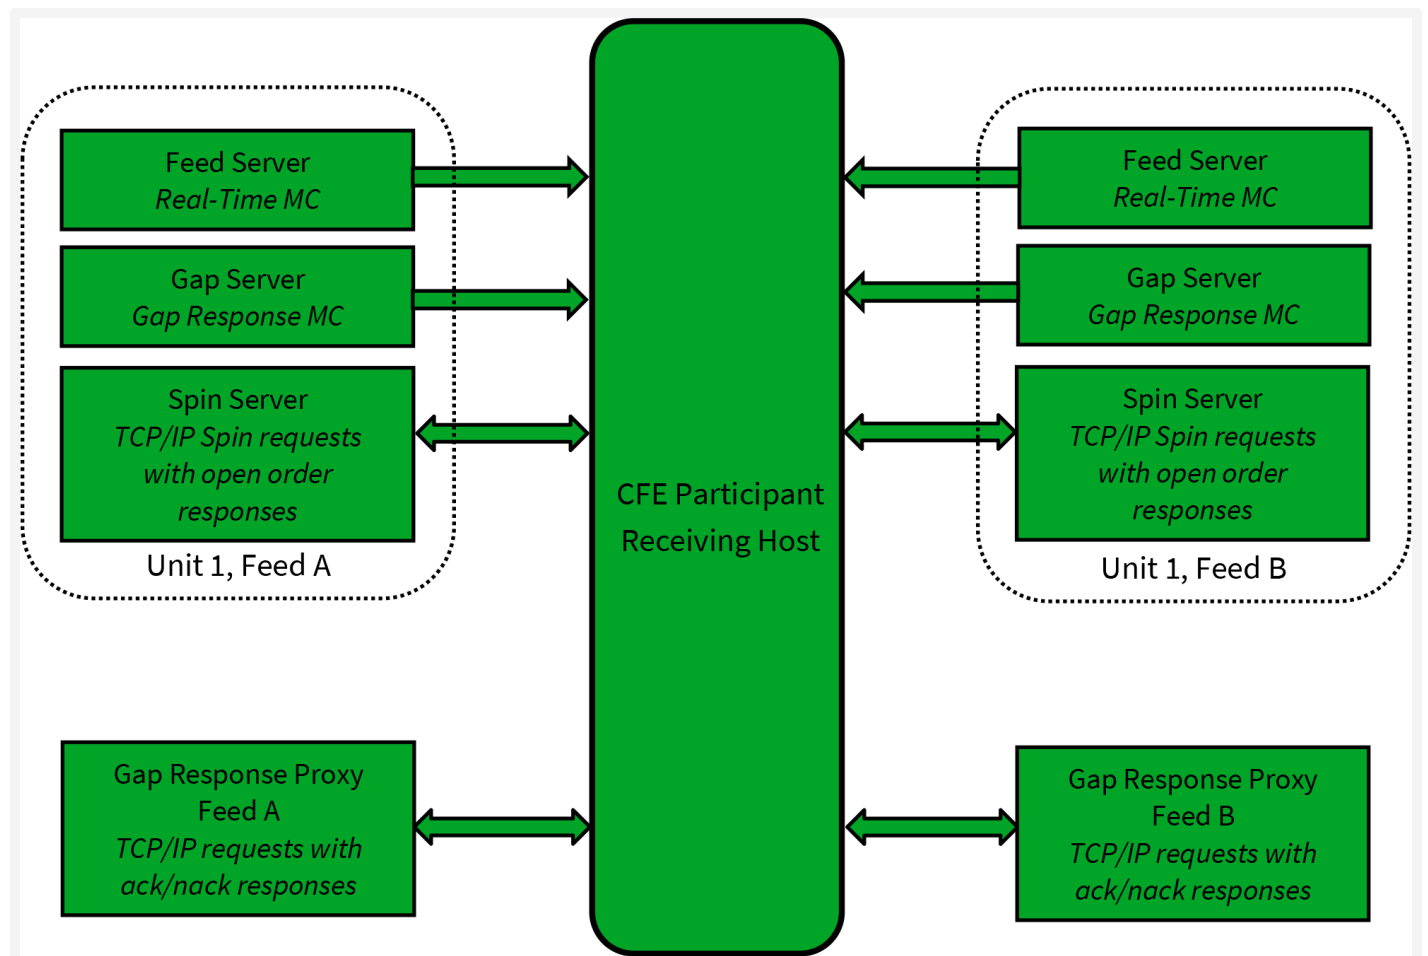 Feed Server
Real-Time MC
Gap Server
Gap Response MC
Spin Server
TCP/IP Spin requests
with open order
responses
Unit 1, Feed A
Gap Response Proxy
Feed A
TCP/IP requests with
ack/nack responses
CFE Participant
Receiving Host
Feed Server
Real-Time MC
Gap Server
Gap Response MC
Spin Server
TCP/IP Spin requests
with open order
responses
Unit 1, Feed B
Gap Response Proxy
Feed B
TCP/IP requests with
ack/nack responses